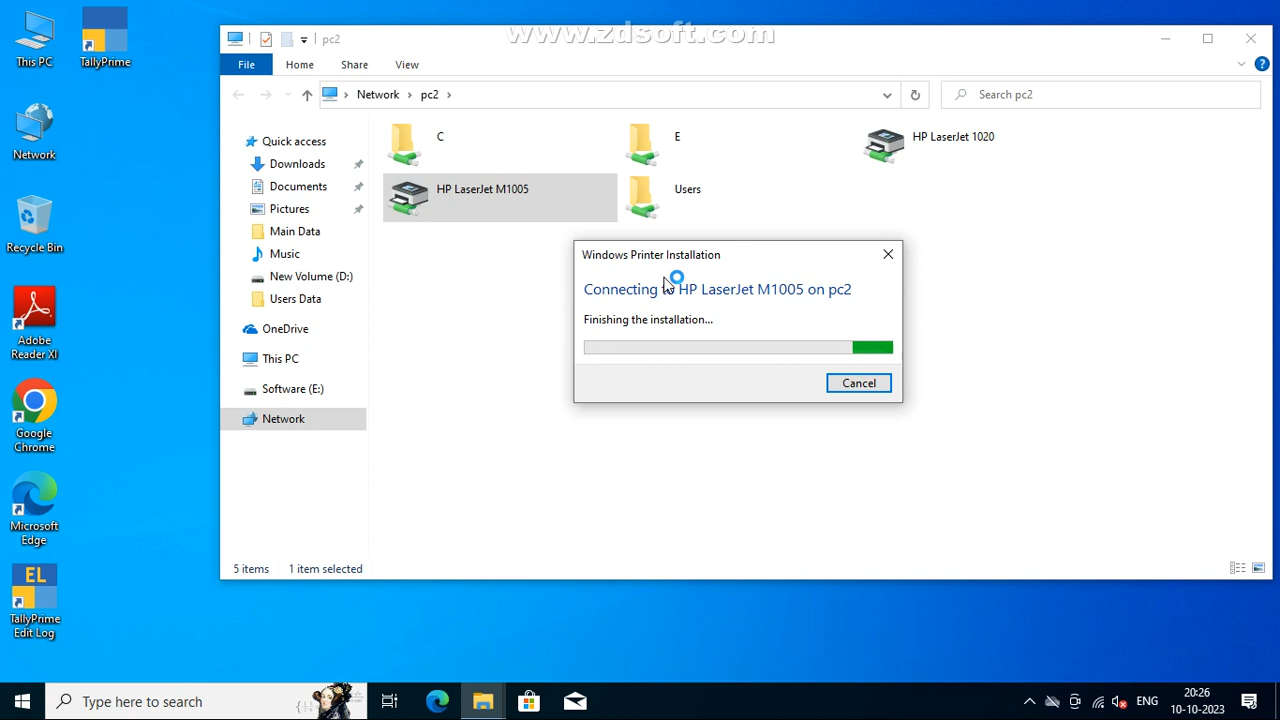 This PC
TallyPrime
Network
Recycle Bin
Adobe
Reader XI
Google
Chrome
Microsoft
Edge
EL
TallyPrime
Edit Log
pc2
www.zdsoft.com
File
Home
Share
View
Network
pc2
Search pc2
Quick access
Downloads
Documents
Pictures
Main Data
Music
New Volume (D:)
Users Data
OneDrive
This PC
Software (E:)
Network
C
E
HP LaserJet 1020
HP LaserJet M1005
Users
Windows Printer Installation
Connecting HP LaserJet M1005 on pc2
Finishing the installation...
Cancel
5 items
1 item selected
Type here to search
ENG
20:26
10-10-2023